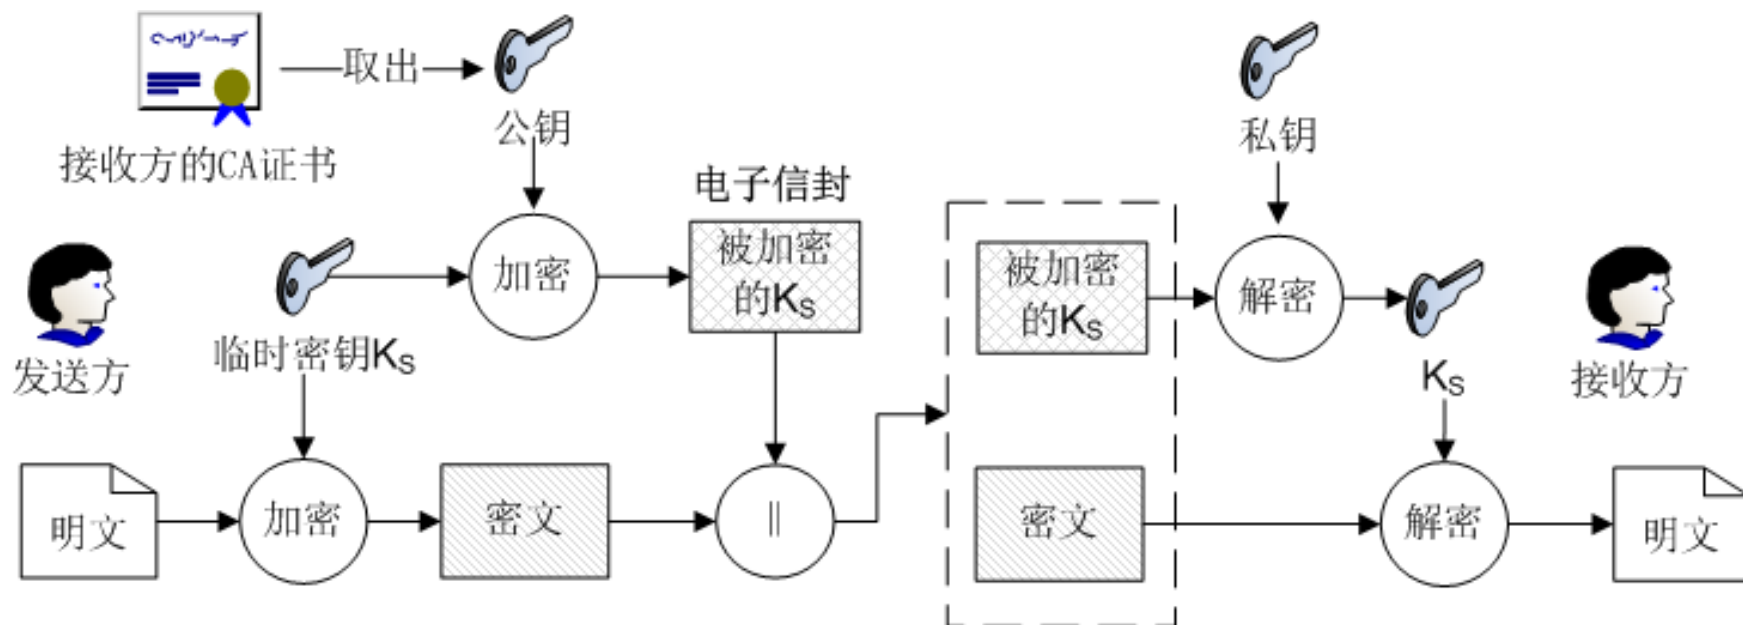 取出
公钥
接收方的CA证书
电子信封
私钥
加密
被加密
的KS
被加密
的KS
解密
发送方
临时密钥KS
KS
接收方
明文
加密
密文
||
密文
解密
明文